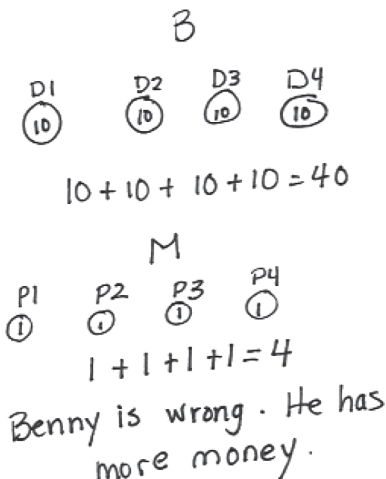 B
D1 D2 D3 D4
10 10 10 10
10 + 10 + 10 + 10 = 40
M
P1 P2 P3 P4
1 1 1 1
1 + 1 + 1 + 1 = 4
Benny is wrong. He has
more money.